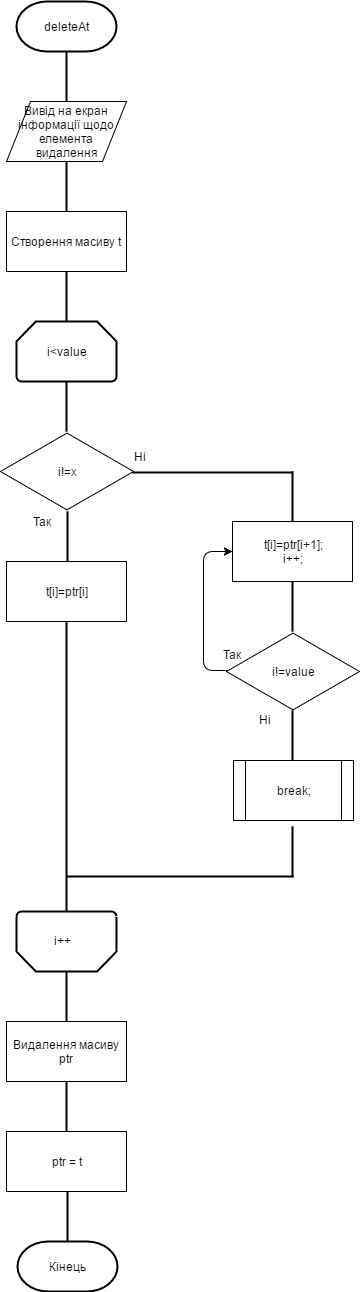 deleteAt
Вивід на екран
інформації щодо
елемента
видалення
Створення масиву t
i<value
i!=x
Ні
Так
t[i]=ptr[i]
t[i]=ptr[i+1];
i++;
Так
i!=value
Ні
break;
i++
Видалення масиву
ptr
ptr = t
Кінець